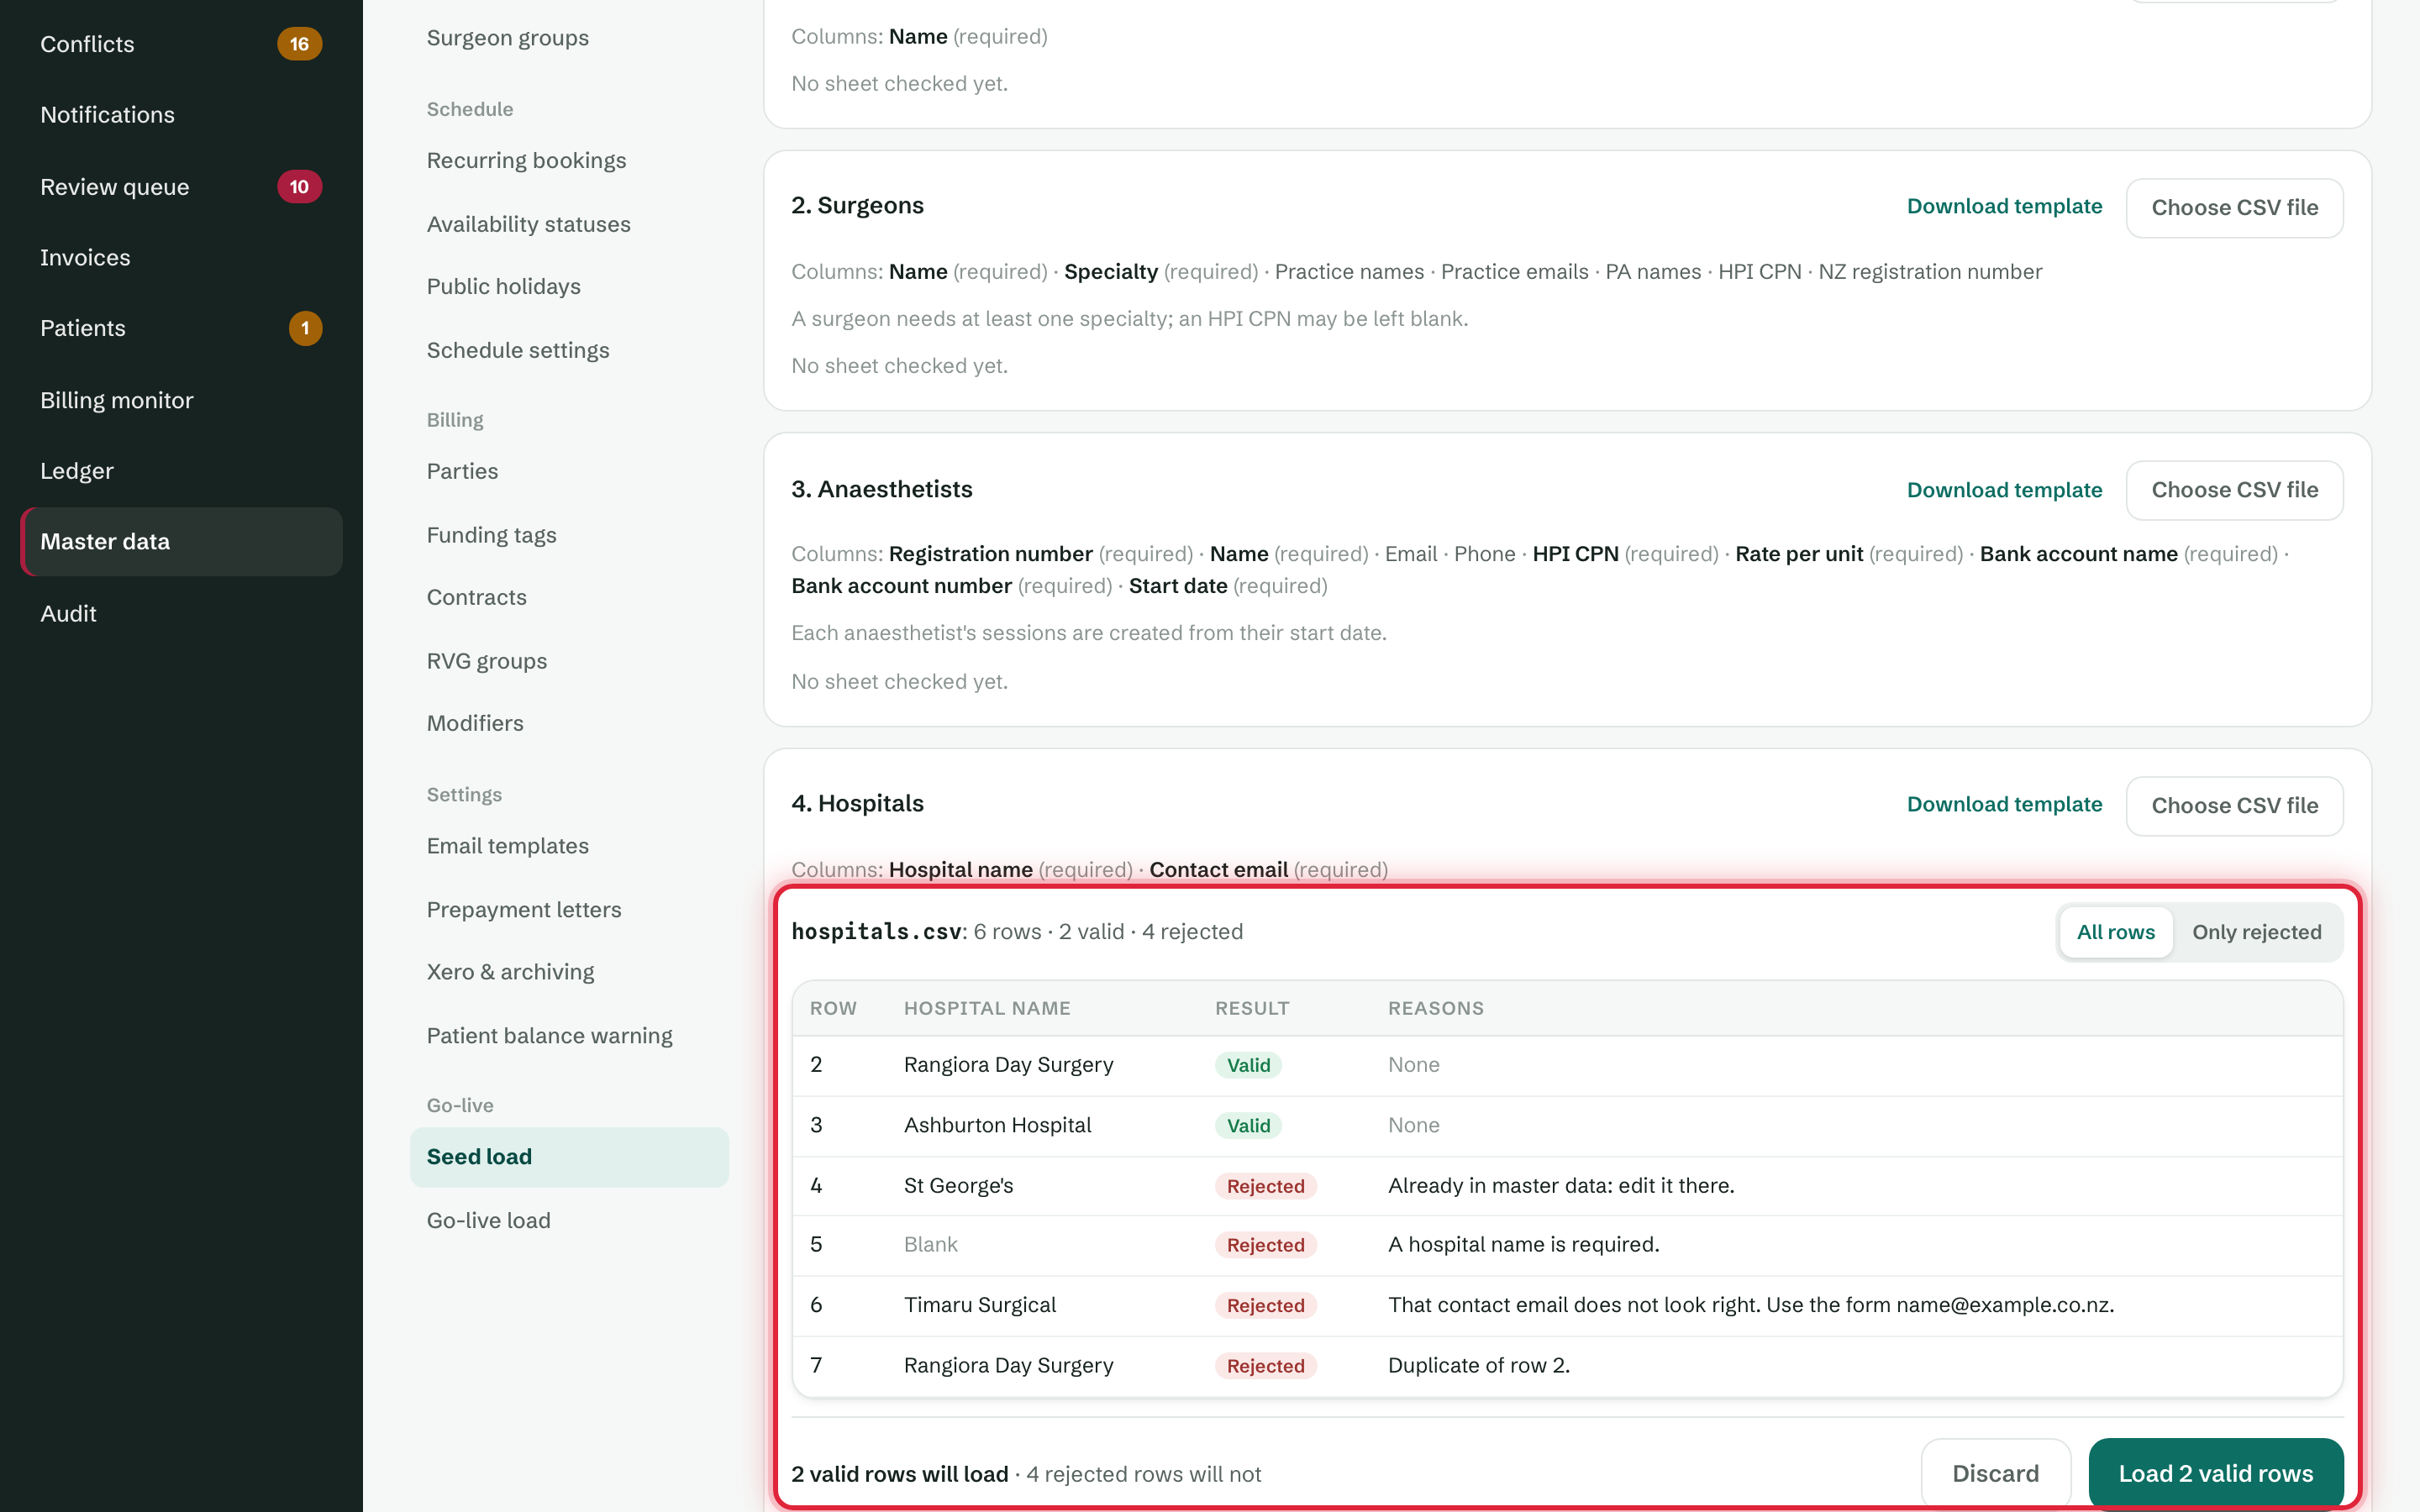 Conflicts 16
Notifications
Review queue 10
Invoices
Patients 1
Billing monitor
Ledger
Master data
Audit
Surgeon groups
Schedule
Recurring bookings
Availability statuses
Public holidays
Schedule settings
Billing
Parties
Funding tags
Contracts
RVG groups
Modifiers
Settings
Email templates
Prepayment letters
Xero & archiving
Patient balance warning
Go-live
Seed load
Go-live load
Columns: Name (required)
No sheet checked yet.
2. Surgeons Download template Choose CSV file
Columns: Name (required) · Specialty (required) · Practice names · Practice emails · PA names · HPI CPN · NZ registration number
A surgeon needs at least one specialty; an HPI CPN may be left blank.
No sheet checked yet.
3. Anaesthetists Download template Choose CSV file
Columns: Registration number (required) · Name (required) · Email · Phone · HPI CPN (required) · Rate per unit (required) · Bank account name (required) ·
Bank account number (required) · Start date (required)
Each anaesthetist's sessions are created from their start date.
No sheet checked yet.
4. Hospitals Download template Choose CSV file
Columns: Hospital name (required) · Contact email (required)
hospitals.csv: 6 rows · 2 valid · 4 rejected All rows Only rejected
ROW HOSPITAL NAME RESULT REASONS
2 Rangiora Day Surgery Valid None
3 Ashburton Hospital Valid None
4 St George's Rejected Already in master data: edit it there.
5 Blank Rejected A hospital name is required.
6 Timaru Surgical Rejected That contact email does not look right. Use the form name@example.co.nz.
7 Rangiora Day Surgery Rejected Duplicate of row 2.
2 valid rows will load · 4 rejected rows will not Discard Load 2 valid rows